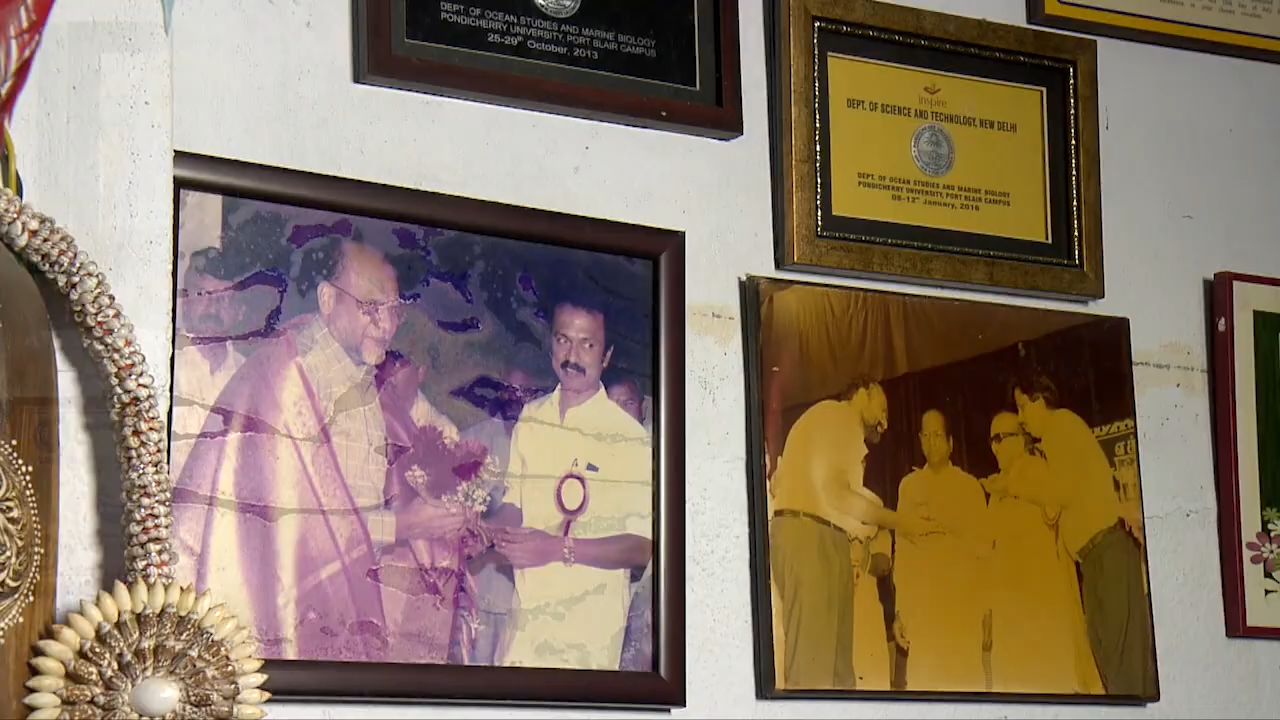 DEPT. OF OCEAN STUDIES AND MARINE BIOLOGY
PONDICHERRY UNIVERSITY, PORT BLAIR CAMPUS
25-29th October, 2013
inspire
DEPT. OF SCIENCE AND TECHNOLOGY, NEW DELHI
DEPT. OF OCEAN STUDIES AND MARINE BIOLOGY
PONDICHERRY UNIVERSITY, PORT BLAIR CAMPUS
08-12th January, 2016